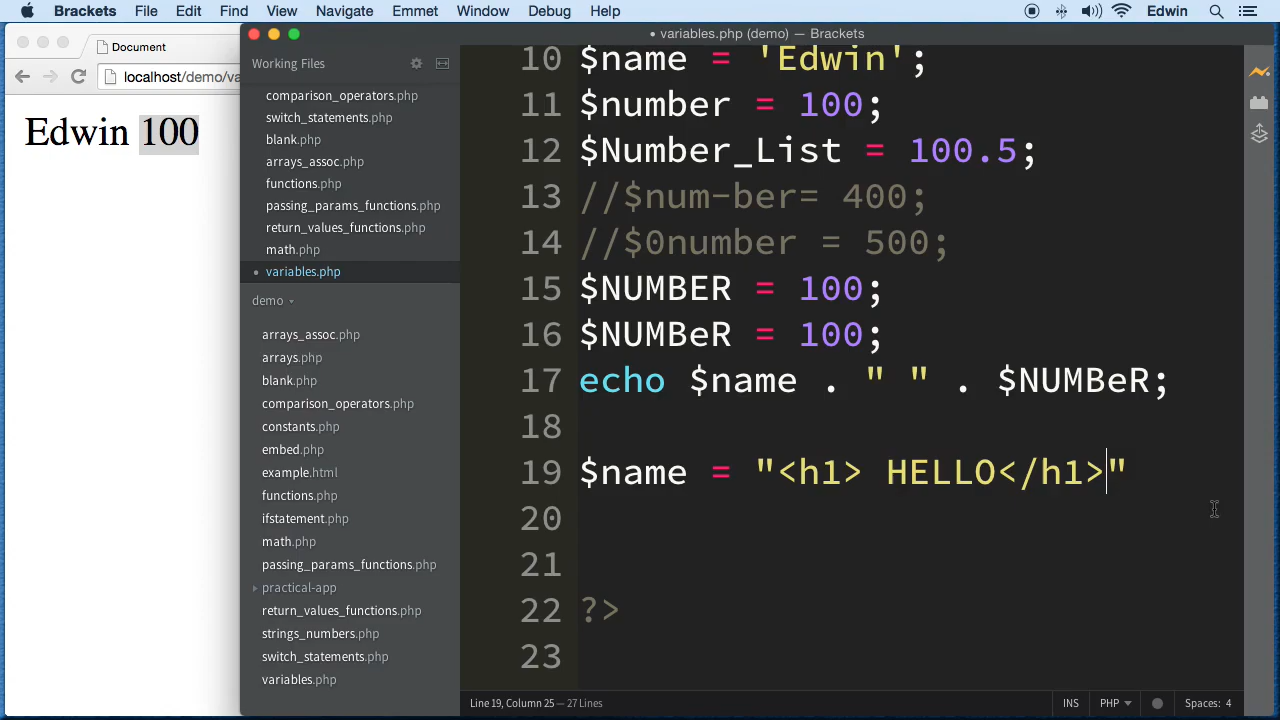 Brackets File Edit Find View Navigate Emmet Window Debug Help Edwin
Document
localhost/demo/va
Edwin 100
• variables.php (demo) — Brackets
Working Files
comparison_operators.php
switch_statements.php
blank.php
arrays_assoc.php
functions.php
passing_params_functions.php
return_values_functions.php
math.php
• variables.php
demo
arrays_assoc.php
arrays.php
blank.php
comparison_operators.php
constants.php
embed.php
example.html
functions.php
ifstatement.php
math.php
passing_params_functions.php
practical-app
return_values_functions.php
strings_numbers.php
switch_statements.php
variables.php
10 $name = 'Edwin';
11 $number = 100;
12 $Number_List = 100.5;
13 //$num-ber= 400;
14 //$0number = 500;
15 $NUMBER = 100;
16 $NUMBeR = 100;
17 echo $name . " " . $NUMBeR;
18
19 $name = "<h1> HELLO</h1>"
20
21
22 ?>
23
Line 19, Column 25 — 27 Lines
INS PHP Spaces: 4